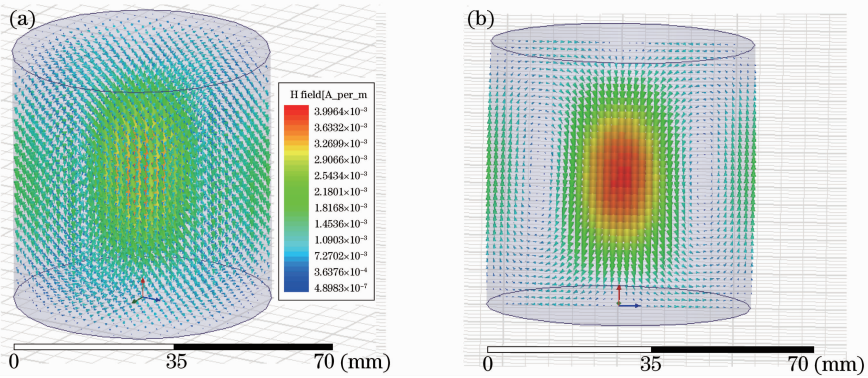 (a)
(b)
H field[A_per_m
3.9964×10⁻³
3.6332×10⁻³
3.2699×10⁻³
2.9066×10⁻³
2.5434×10⁻³
2.1801×10⁻³
1.8168×10⁻³
1.4536×10⁻³
1.0903×10⁻³
7.2702×10⁻³
3.6376×10⁻⁴
4.8983×10⁻⁷
0 35 70 (mm)
0 35 70 (mm)